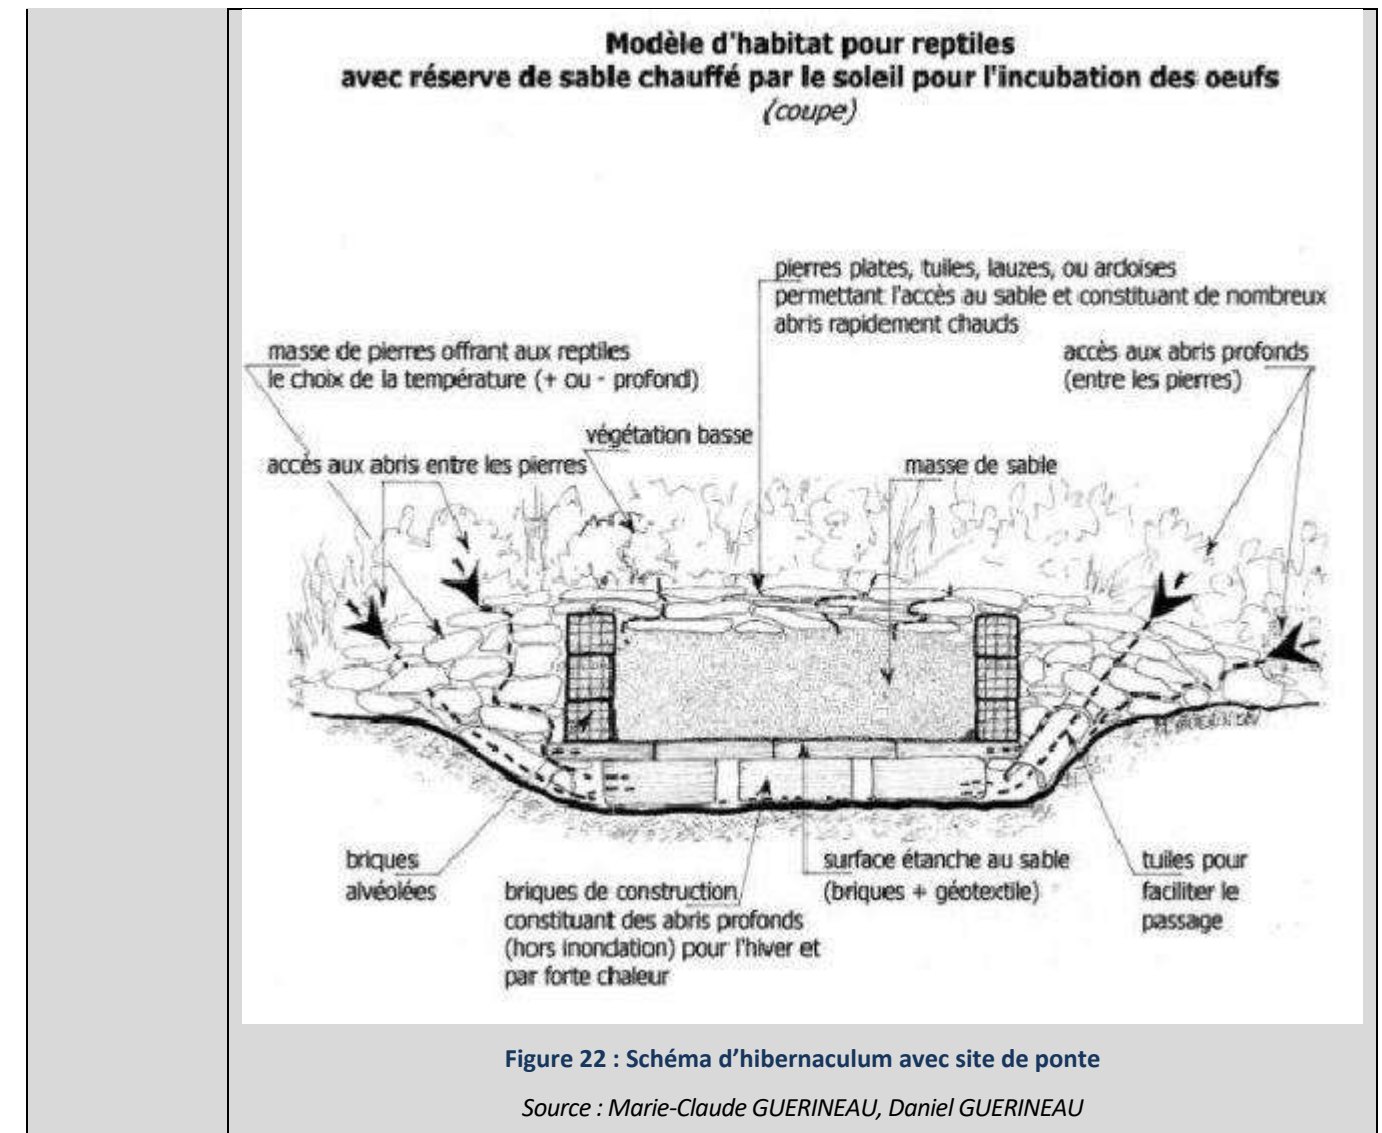 Modèle d'habitat pour reptiles
avec réserve de sable chauffé par le soleil pour l'incubation des oeufs
(coupe)
pierres plates, tuiles, lauzes, ou ardoises
permettant l'accès au sable et constituant de nombreux
abris rapidement chauds
masse de pierres offrant aux reptiles
le choix de la température (+ ou - profond)
accès aux abris profonds
(entre les pierres)
végétation basse
accès aux abris entre les pierres
masse de sable
briques
alvéolées
briques de construction
constituant des abris profonds
(hors inondation) pour l'hiver et
par forte chaleur
surface étanche au sable
(briques + géotextile)
tuiles pour
faciliter le
passage
Figure 22 : Schéma d'hibernaculum avec site de ponte
Source : Marie-Claude GUERINEAU, Daniel GUERINEAU